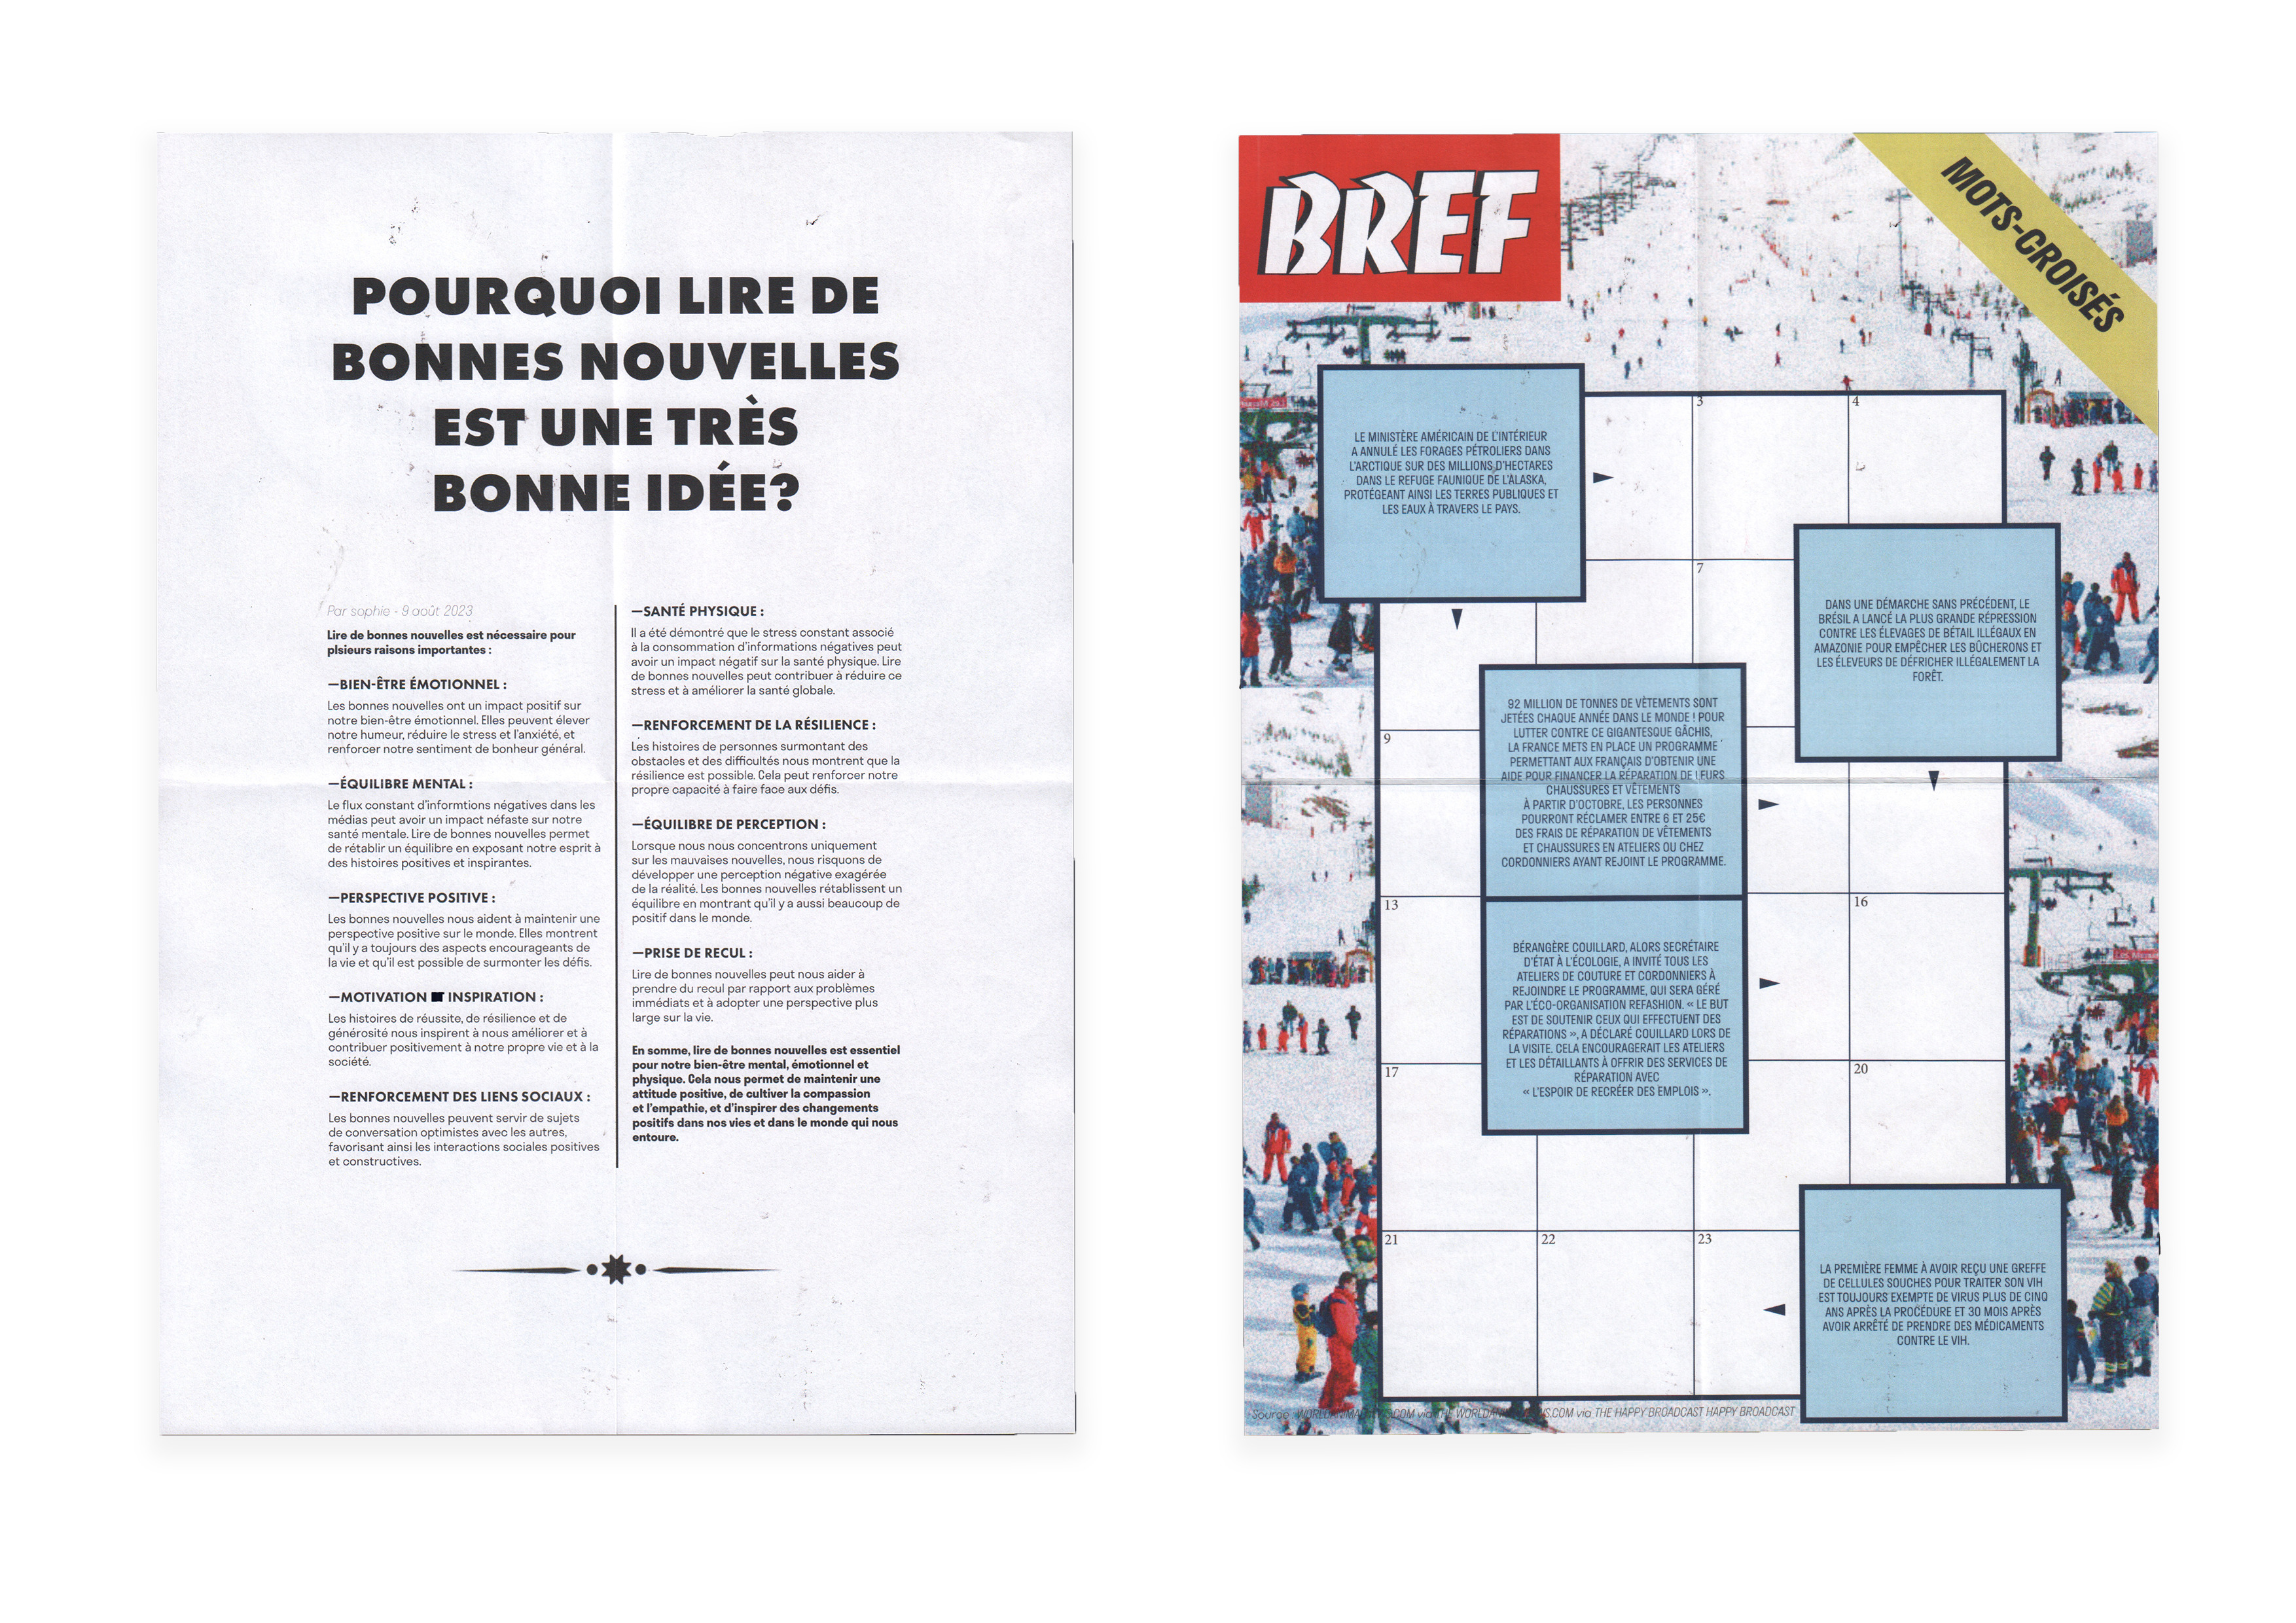 POURQUOI LIRE DE
BONNES NOUVELLES
EST UNE TRÈS
BONNE IDÉE?
Par sophie - 9 août 2023
Lire de bonnes nouvelles est nécessaire pour
plsieurs raisons importantes :
—BIEN-ÊTRE ÉMOTIONNEL :
Les bonnes nouvelles ont un impact positif sur
notre bien-être émotionnel. Elles peuvent élever
notre humeur, réduire le stress et l'anxiété, et
renforcer notre sentiment de bonheur général.
—ÉQUILIBRE MENTAL :
Le flux constant d'informtions négatives dans les
médias peut avoir un impact néfaste sur notre
santé mentale. Lire de bonnes nouvelles permet
de rétablir un équilibre en exposant notre esprit à
des histoires positives et inspirantes.
—PERSPECTIVE POSITIVE :
Les bonnes nouvelles nous aident à maintenir une
perspective positive sur le monde. Elles montrent
qu'il y a toujours des aspects encourageants de
la vie et qu'il est possible de surmonter les défis.
—MOTIVATION INSPIRATION :
Les histoires de réussite, de résilience et de
générosité nous inspirent à nous améliorer et à
contribuer positivement à notre propre vie et à la
société.
—RENFORCEMENT DES LIENS SOCIAUX :
Les bonnes nouvelles peuvent servir de sujets
de conversation optimistes avec les autres,
favorisant ainsi les interactions sociales positives
et constructives.
—SANTÉ PHYSIQUE :
Il a été démontré que le stress constant associé
à la consommation d'informations négatives peut
avoir un impact négatif sur la santé physique. Lire
de bonnes nouvelles peut contribuer à réduire ce
stress et à améliorer la santé globale.
—RENFORCEMENT DE LA RÉSILIENCE :
Les histoires de personnes surmontant des
obstacles et des difficultés nous montrent que la
résilience est possible. Cela peut renforcer notre
propre capacité à faire face aux défis.
—ÉQUILIBRE DE PERCEPTION :
Lorsque nous nous concentrons uniquement
sur les mauvaises nouvelles, nous risquons de
développer une perception négative exagérée
de la réalité. Les bonnes nouvelles rétablissent un
équilibre en montrant qu'il y a aussi beaucoup de
positif dans le monde.
—PRISE DE RECUL :
Lire de bonnes nouvelles peut nous aider à
prendre du recul par rapport aux problèmes
immédiats et à adopter une perspective plus
large sur la vie.
En somme, lire de bonnes nouvelles est essentiel
pour notre bien-être mental, émotionnel et
physique. Cela nous permet de maintenir une
attitude positive, de cultiver la compassion
et l'empathie, et d'inspirer des changements
positifs dans nos vies et dans le monde qui nous
entoure.
BREF
MOTS-CROISÉS
LE MINISTÈRE AMÉRICAIN DE L'INTÉRIEUR
A ANNULÉ LES FORAGES PÉTROLIERS DANS
L'ARCTIQUE SUR DES MILLIONS D'HECTARES
DANS LE REFUGE FAUNIQUE DE L'ALASKA,
PROTÉGEANT AINSI LES TERRES PUBLIQUES ET
LES EAUX À TRAVERS LE PAYS.
3
4
7
DANS UNE DÉMARCHE SANS PRÉCÉDENT, LE
BRÉSIL A LANCÉ LA PLUS GRANDE RÉPRESSION
CONTRE LES ÉLEVAGES DE BÉTAIL ILLÉGAUX EN
AMAZONIE POUR EMPÊCHER LES BÛCHERONS ET
LES ÉLEVEURS DE DÉFRICHER ILLÉGALEMENT LA
FORÊT.
92 MILLION DE TONNES DE VÊTEMENTS SONT
JETÉES CHAQUE ANNÉE DANS LE MONDE ! POUR
LUTTER CONTRE CE GIGANTESQUE GÂCHIS,
LA FRANCE METS EN PLACE UN PROGRAMME
PERMETTANT AUX FRANÇAIS D'OBTENIR UNE
AIDE POUR FINANCER LA RÉPARATION DE LEURS
CHAUSSURES ET VÊTEMENTS
À PARTIR D'OCTOBRE, LES PERSONNES
POURRONT RÉCLAMER ENTRE 6 ET 25€
DES FRAIS DE RÉPARATION DE VÊTEMENTS
ET CHAUSSURES EN ATELIERS OU CHEZ
CORDONNIERS AYANT REJOINT LE PROGRAMME.
9
13
16
BÉRANGÈRE COUILLARD, ALORS SECRÉTAIRE
D'ÉTAT À L'ÉCOLOGIE, A INVITÉ TOUS LES
ATELIERS DE COUTURE ET CORDONNIERS À
REJOINDRE LE PROGRAMME, QUI SERA GÉRÉ
PAR L'ÉCO-ORGANISATION REFASHION. « LE BUT
EST DE SOUTENIR CEUX QUI EFFECTUENT DES
RÉPARATIONS », A DÉCLARÉ COUILLARD LORS DE
LA VISITE. CELA ENCOURAGERAIT LES ATELIERS
ET LES DÉTAILLANTS À OFFRIR DES SERVICES DE
RÉPARATION AVEC
« L'ESPOIR DE RECRÉER DES EMPLOIS ».
17
20
21
22
23
LA PREMIÈRE FEMME À AVOIR REÇU UNE GREFFE
DE CELLULES SOUCHES POUR TRAITER SON VIH
EST TOUJOURS EXEMPTE DE VIRUS PLUS DE CINQ
ANS APRÈS LA PROCÉDURE ET 30 MOIS APRÈS
AVOIR ARRÊTÉ DE PRENDRE DES MÉDICAMENTS
CONTRE LE VIH.
Source via THE via THE HAPPY BROADCAST HAPPY BROADCAST